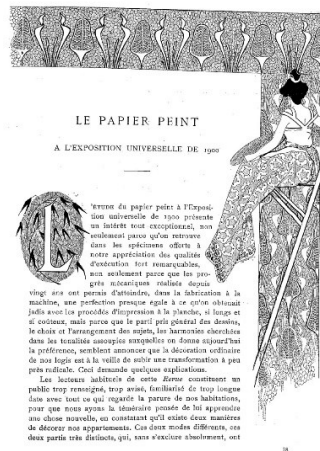 LE PAPIER PEINT
A L'EXPOSITION UNIVERSELLE DE 1900
L'ÉTUDE du papier peint à l'Exposi-
tion universelle de 1900 présente
un intérêt tout exceptionnel, non
seulement parce qu'on retrouve
dans les spécimens offerts à
notre appréciation des qualités
d'exécution fort remarquables,
non seulement parce que les pro-
grès mécaniques réalisés depuis
vingt ans ont permis d'atteindre, dans la fabrication à la
machine, une perfection presque égale à ce qu'on obtenait
jadis avec les procédés d'impression à la planche, si longs et
si coûteux, mais parce que le parti pris général des dessins,
le choix et l'arrangement des sujets, les harmonies cherchées
dans les tonalités assoupies auxquelles on donne aujourd'hui
la préférence, semblent annoncer que la décoration ordinaire
de nos logis est à la veille de subir une transformation à peu
près radicale. Ceci demande quelques explications.
Les lecteurs habituels de cette Revue constituent un
public trop renseigné, trop avisé, familiarisé de trop longue
date avec tout ce qui regarde la parure de nos habitations,
pour que nous ayons la téméraire pensée de lui apprendre
une chose nouvelle, en constatant qu'il existe deux manières
de décorer nos appartements. Ces deux modes différents, ces
deux partis très distincts, qui, sans s'exclure absolument, ont